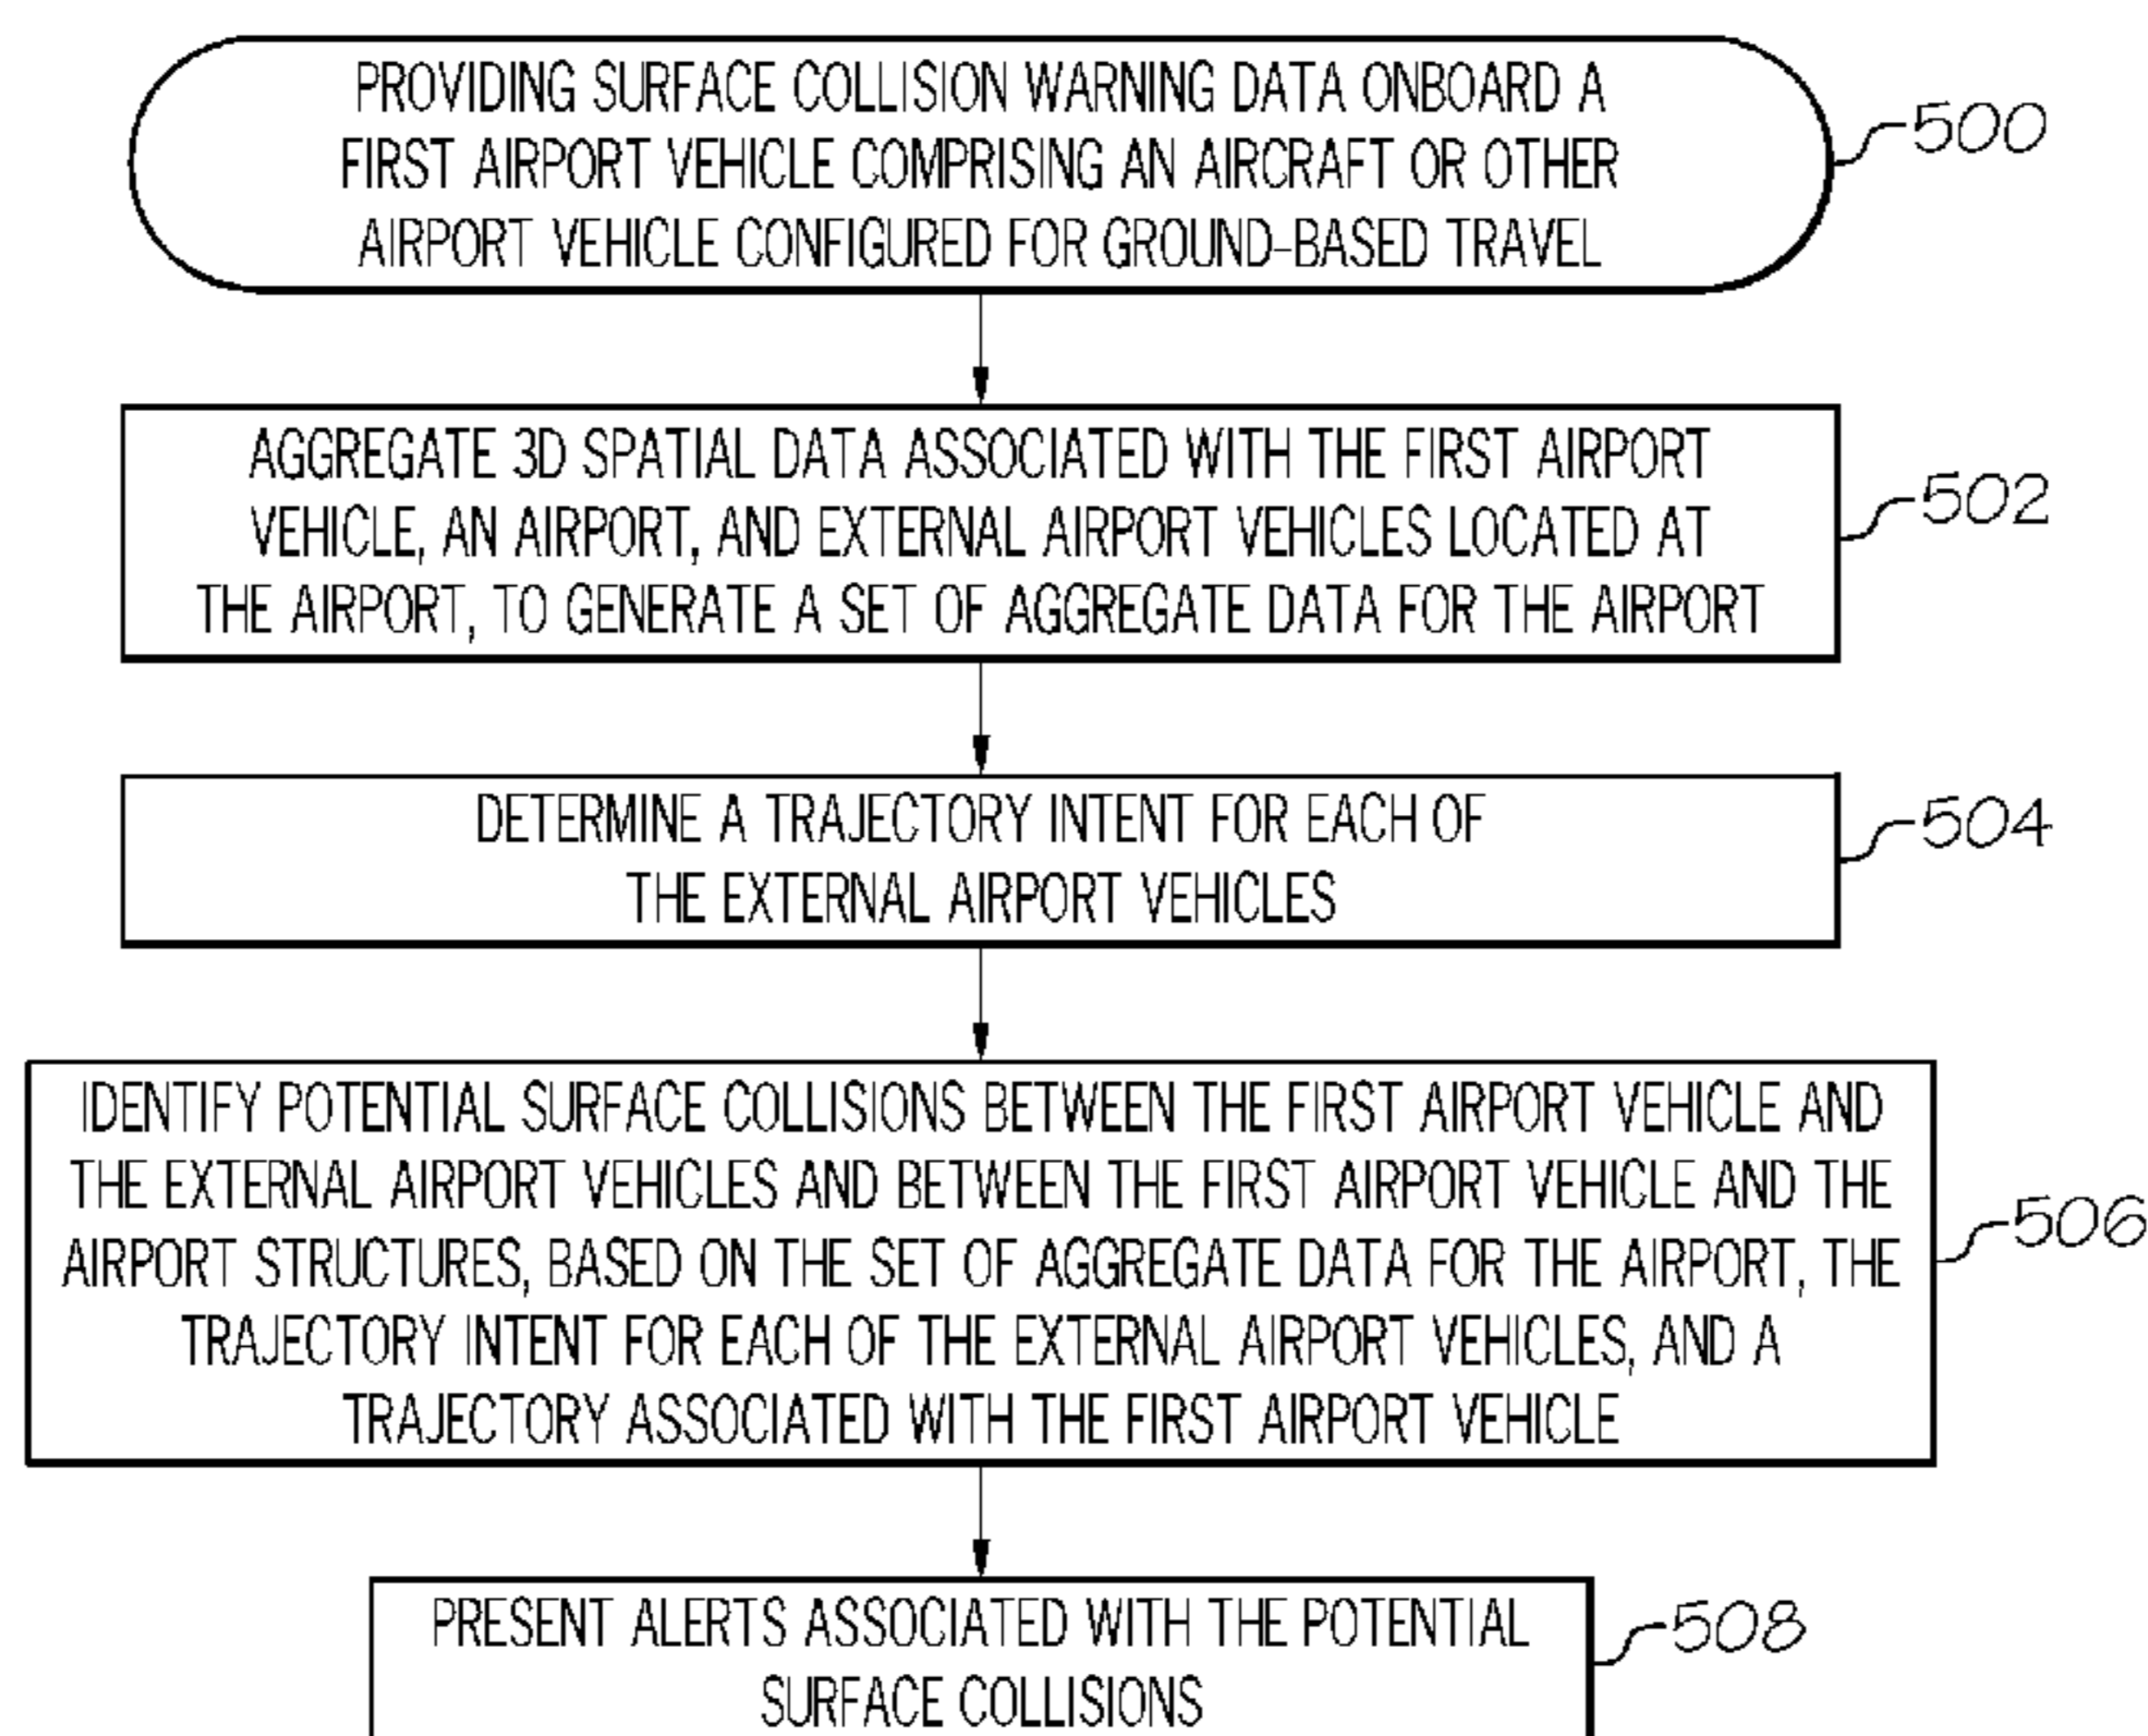 PROVIDING SURFACE COLLISION WARNING DATA ONBOARD A
FIRST AIRPORT VEHICLE COMPRISING AN AIRCRAFT OR OTHER
AIRPORT VEHICLE CONFIGURED FOR GROUND-BASED TRAVEL
500
AGGREGATE 3D SPATIAL DATA ASSOCIATED WITH THE FIRST AIRPORT
VEHICLE, AN AIRPORT, AND EXTERNAL AIRPORT VEHICLES LOCATED AT
THE AIRPORT, TO GENERATE A SET OF AGGREGATE DATA FOR THE AIRPORT
502
DETERMINE A TRAJECTORY INTENT FOR EACH OF
THE EXTERNAL AIRPORT VEHICLES
504
IDENTIFY POTENTIAL SURFACE COLLISIONS BETWEEN THE FIRST AIRPORT VEHICLE AND
THE EXTERNAL AIRPORT VEHICLES AND BETWEEN THE FIRST AIRPORT VEHICLE AND THE
AIRPORT STRUCTURES, BASED ON THE SET OF AGGREGATE DATA FOR THE AIRPORT, THE
TRAJECTORY INTENT FOR EACH OF THE EXTERNAL AIRPORT VEHICLES, AND A
TRAJECTORY ASSOCIATED WITH THE FIRST AIRPORT VEHICLE
506
PRESENT ALERTS ASSOCIATED WITH THE POTENTIAL
SURFACE COLLISIONS
508